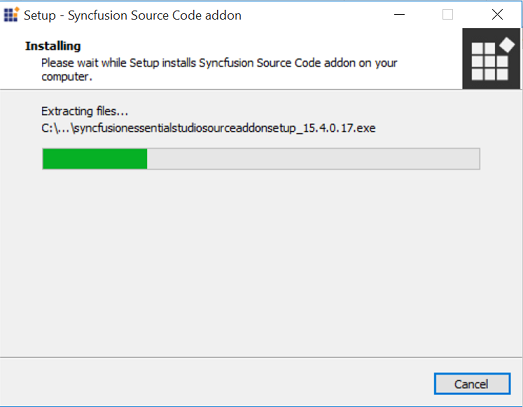 Setup - Syncfusion Source Code addon
Installing
Please wait while Setup installs Syncfusion Source Code addon on your
computer.
Extracting files...
C:\...\syncfusionessentialstudiosourceaddonsetup_15.4.0.17.exe
Cancel